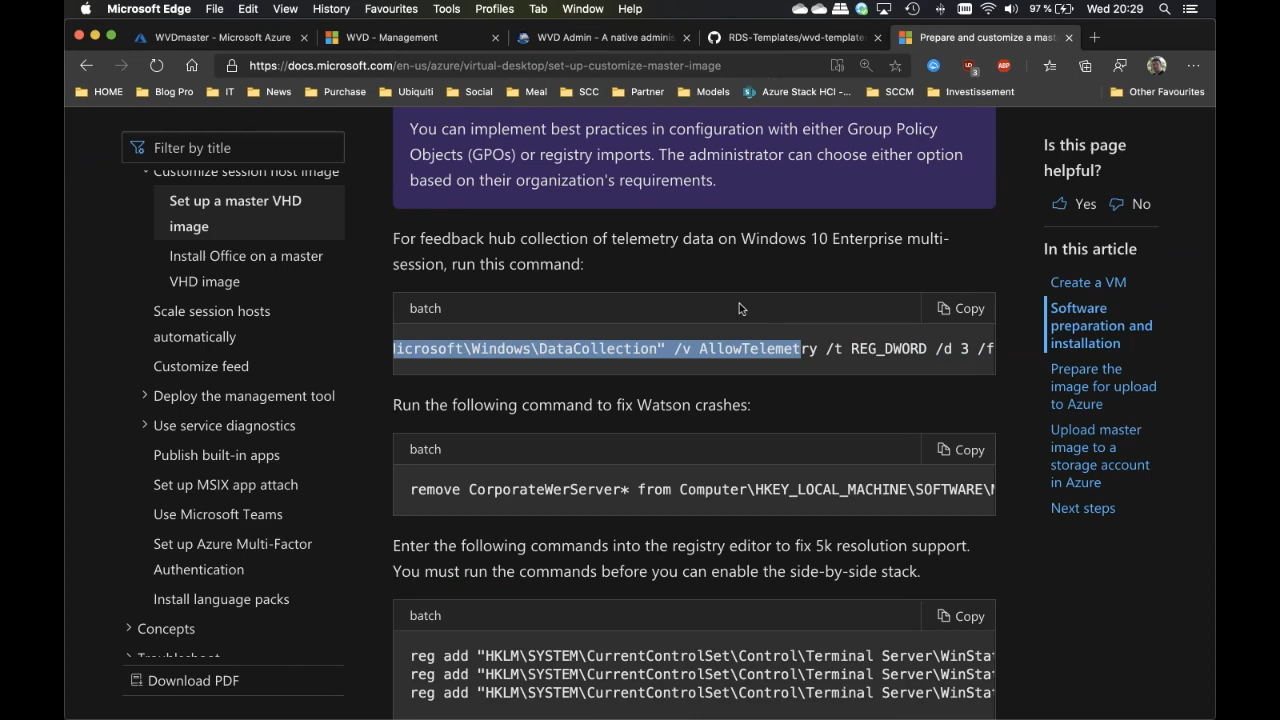 Microsoft Edge File Edit View History Favourites Tools Profiles Tab Window Help 97 % Wed 20:29
WVDmaster - Microsoft Azure
WVD - Management
WVD Admin - A native adminis
RDS-Templates/wvd-template
Prepare and customize a mast
https://docs.microsoft.com/en-us/azure/virtual-desktop/set-up-customize-master-image
3
HOME Blog Pro IT News Purchase Ubiquiti Social Meal SCC Partner Models Azure Stack HCI -... SCCM Investissement Other Favourites
Filter by title
Customize session host image
Set up a master VHD
image
Install Office on a master
VHD image
Scale session hosts
automatically
Customize feed
Deploy the management tool
Use service diagnostics
Publish built-in apps
Set up MSIX app attach
Use Microsoft Teams
Set up Azure Multi-Factor
Authentication
Install language packs
Concepts
Troubleshoot
Download PDF
You can implement best practices in configuration with either Group Policy
Objects (GPOs) or registry imports. The administrator can choose either option
based on their organization's requirements.
For feedback hub collection of telemetry data on Windows 10 Enterprise multi-
session, run this command:
batch
Copy
Microsoft\Windows\DataCollection" /v AllowTelemetry /t REG_DWORD /d 3 /f
Run the following command to fix Watson crashes:
batch
Copy
remove CorporateWerServer* from Computer\HKEY_LOCAL_MACHINE\SOFTWARE\M
Enter the following commands into the registry editor to fix 5k resolution support.
You must run the commands before you can enable the side-by-side stack.
batch
Copy
reg add "HKLM\SYSTEM\CurrentControlSet\Control\Terminal Server\WinStat
reg add "HKLM\SYSTEM\CurrentControlSet\Control\Terminal Server\WinStat
reg add "HKLM\SYSTEM\CurrentControlSet\Control\Terminal Server\WinStat
Is this page
helpful?
Yes No
In this article
Create a VM
Software
preparation and
installation
Prepare the
image for upload
to Azure
Upload master
image to a
storage account
in Azure
Next steps